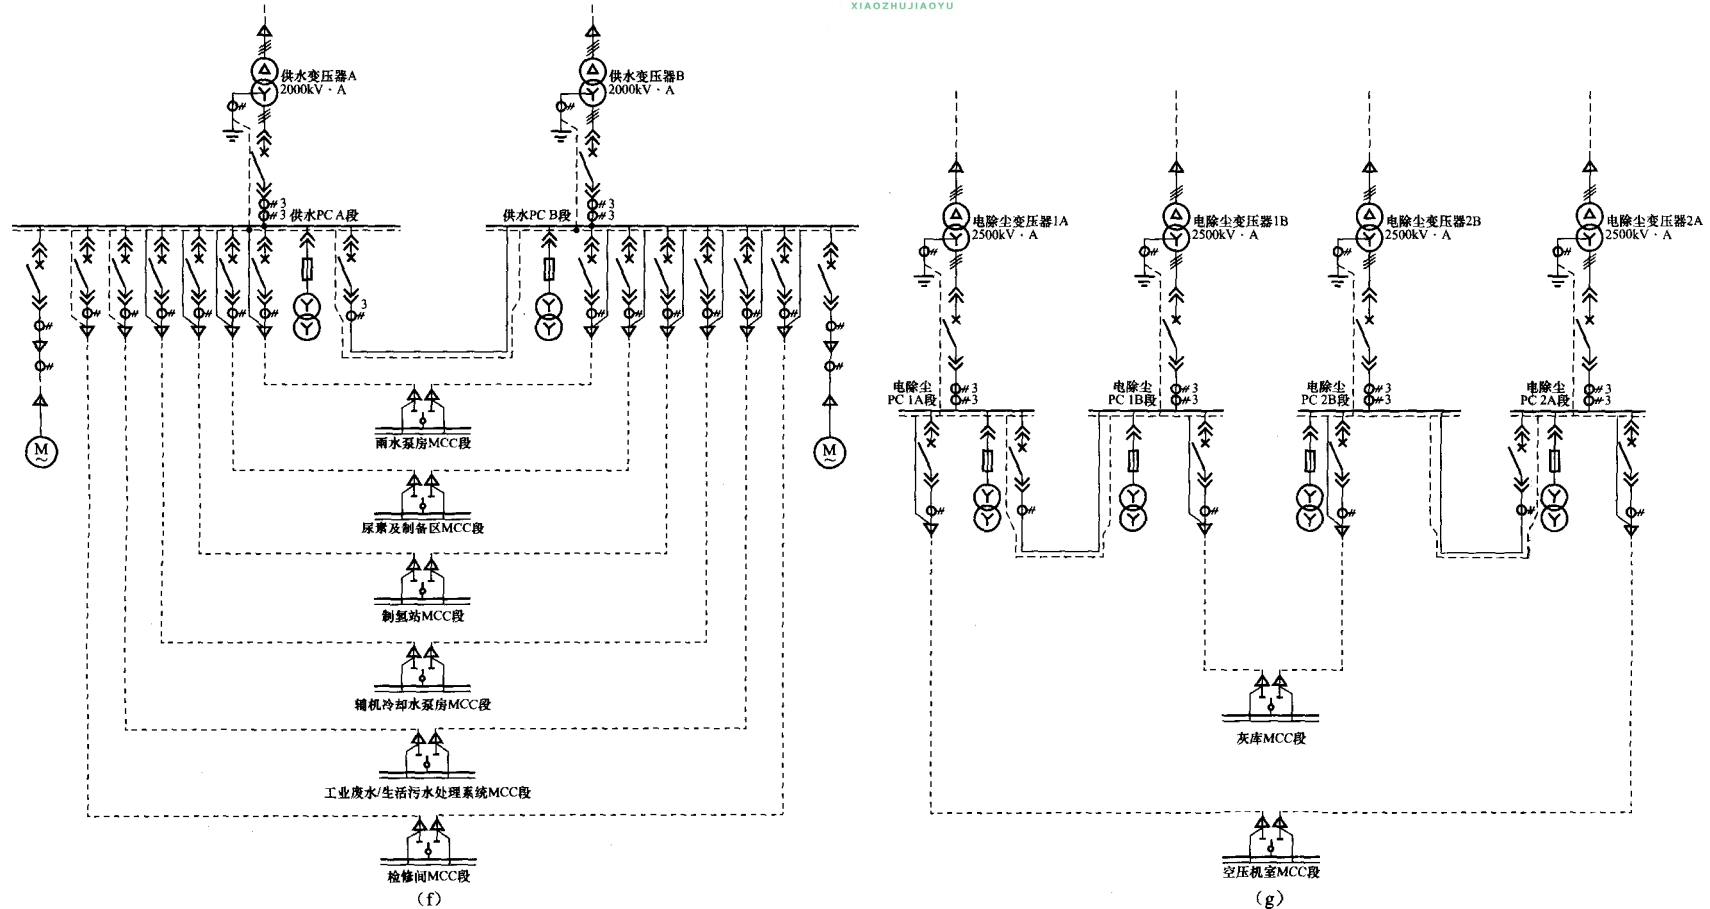 XIAOZHUJIAOYU
供水变压器A
2000kV·A
供水变压器B
2000kV·A
3
3
供水PC A段
供水PC B段
3
3
3
M
~
M
~
雨水泵房MCC段
尿素及制备区MCC段
制氢站MCC段
辅机冷却水泵房MCC段
工业废水/生活污水处理系统MCC段
检修间MCC段
(f)
电除尘变压器1A
2500kV·A
电除尘变压器1B
2500kV·A
电除尘变压器2B
2500kV·A
电除尘变压器2A
2500kV·A
电除尘
PC 1A段
3
3
电除尘
PC 1B段
3
3
电除尘
PC 2B段
3
3
电除尘
PC 2A段
3
3
灰库MCC段
空压机室MCC段
(g)